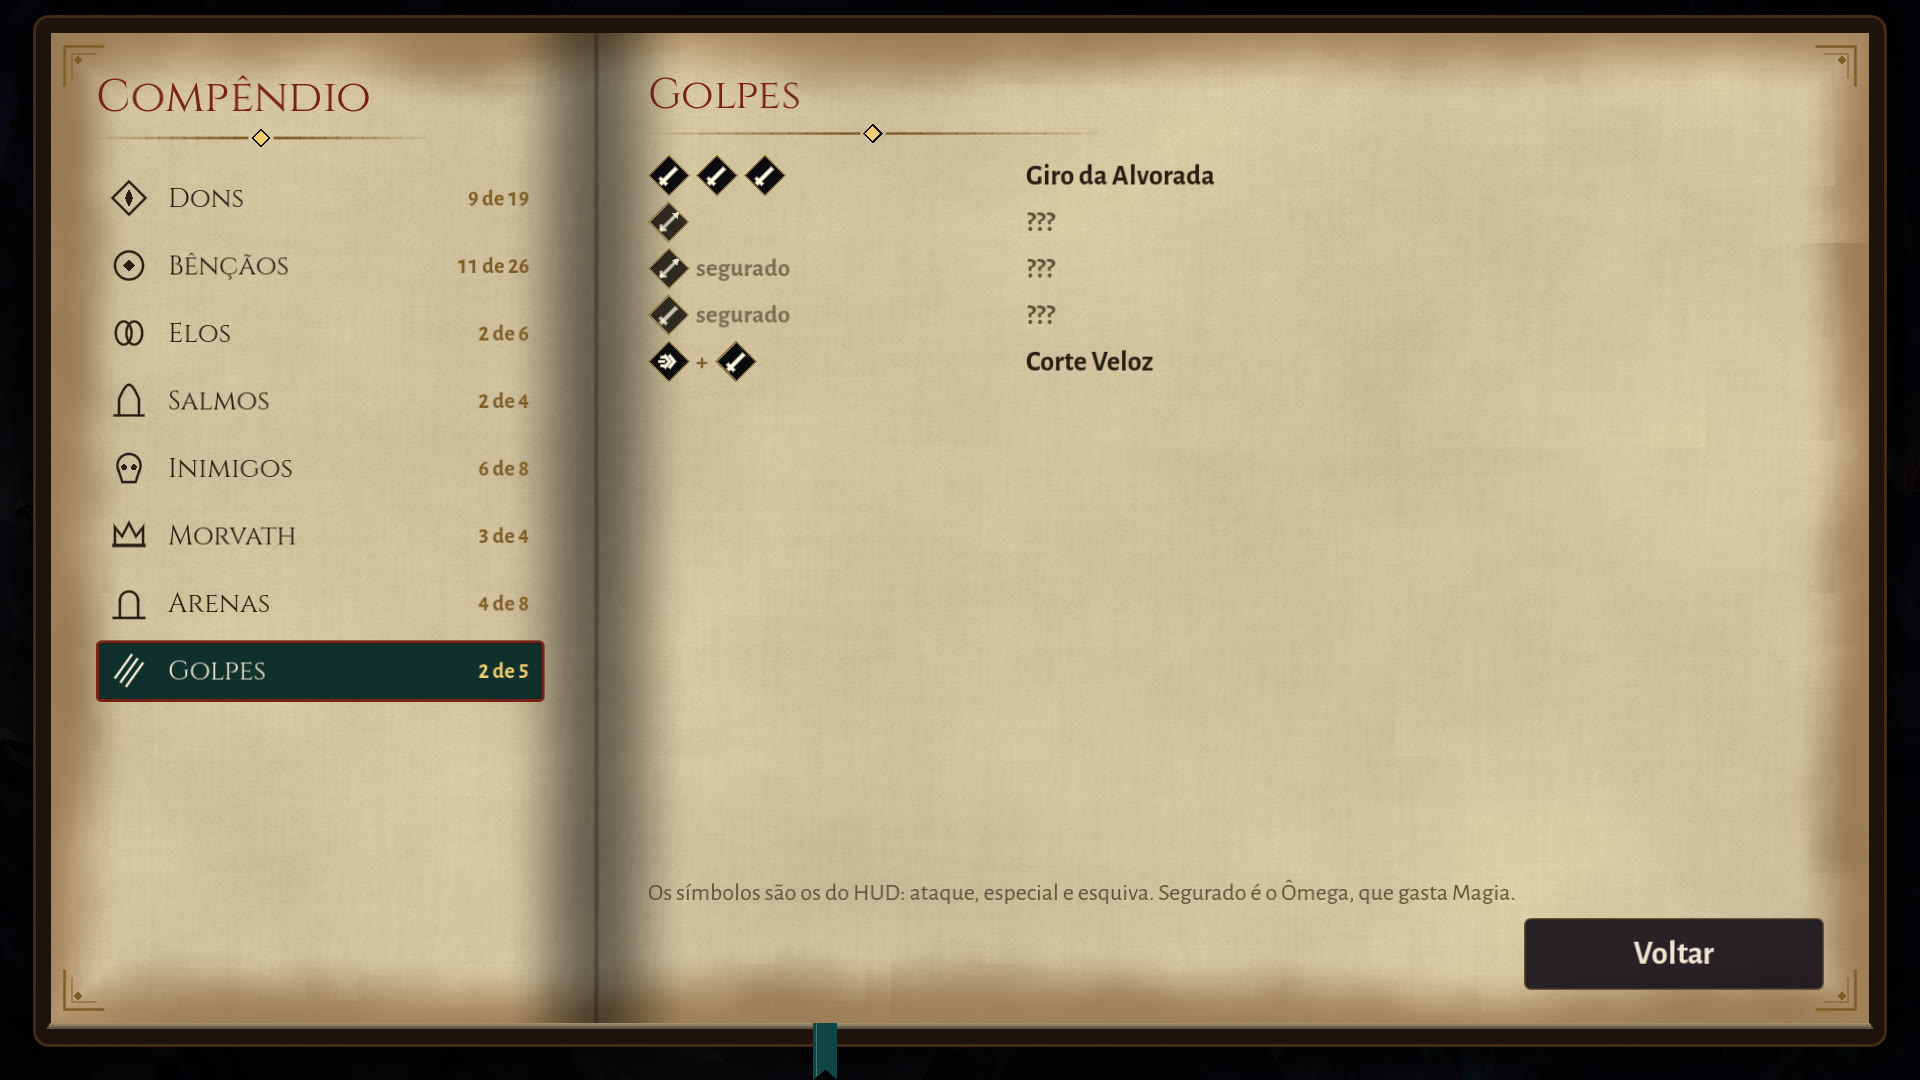 Compêndio
Dons 9 de 19
Bênçãos 11 de 26
Elos 2 de 6
Salmos 2 de 4
Inimigos 6 de 8
Morvath 3 de 4
Arenas 4 de 8
Golpes 2 de 5
Golpes
Giro da Alvorada
???
segurado ???
segurado ???
+ Corte Veloz
Os símbolos são os do HUD: ataque, especial e esquiva. Segurado é o Ômega, que gasta Magia.
Voltar